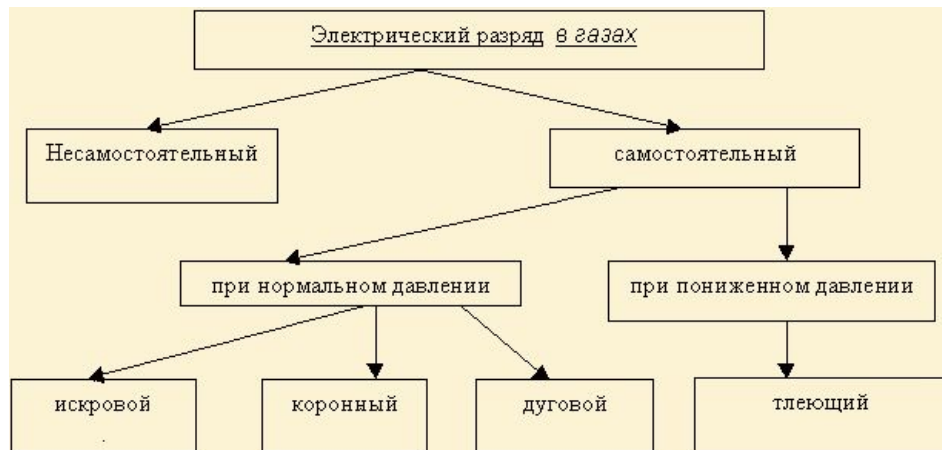 Электрический разряд в газах
Несамостоятельный
самостоятельный
при нормальном давлении
при пониженном давлении
искровой
коронный
дуговой
тлеющий